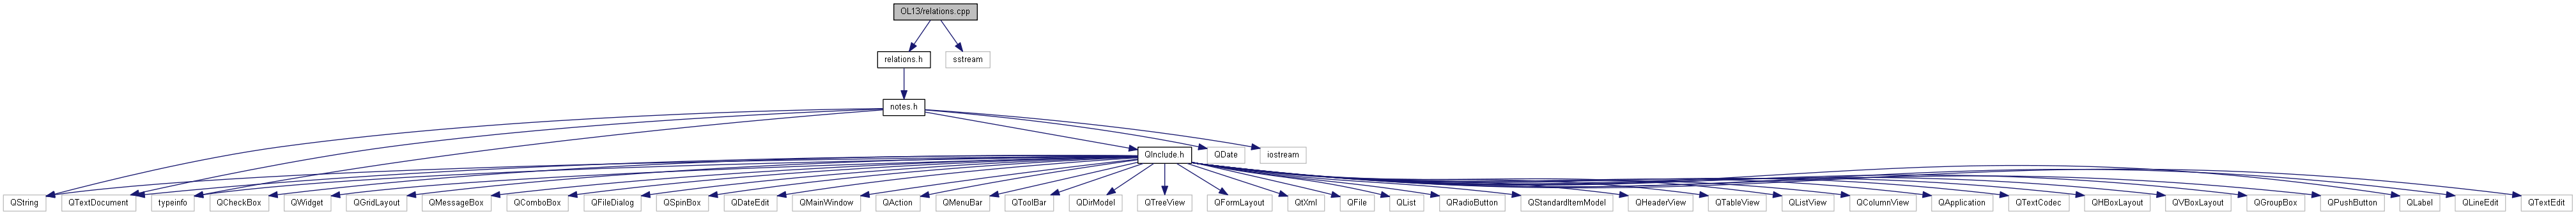 OL13/relations.cpp
relations.h sstream
notes.h
QInclude.h QDate iostream
QString QTextDocument typeinfo QCheckBox QWidget QGridLayout QMessageBox QComboBox QFileDialog QSpinBox QDateEdit QMainWindow QAction QMenuBar QToolBar QDirModel QTreeView QFormLayout QtXml QFile QList QRadioButton QStandardItemModel QHeaderView QTableView QListView QColumnView QApplication QTextCodec QHBoxLayout QVBoxLayout QGroupBox QPushButton QLabel QLineEdit QTextEdit